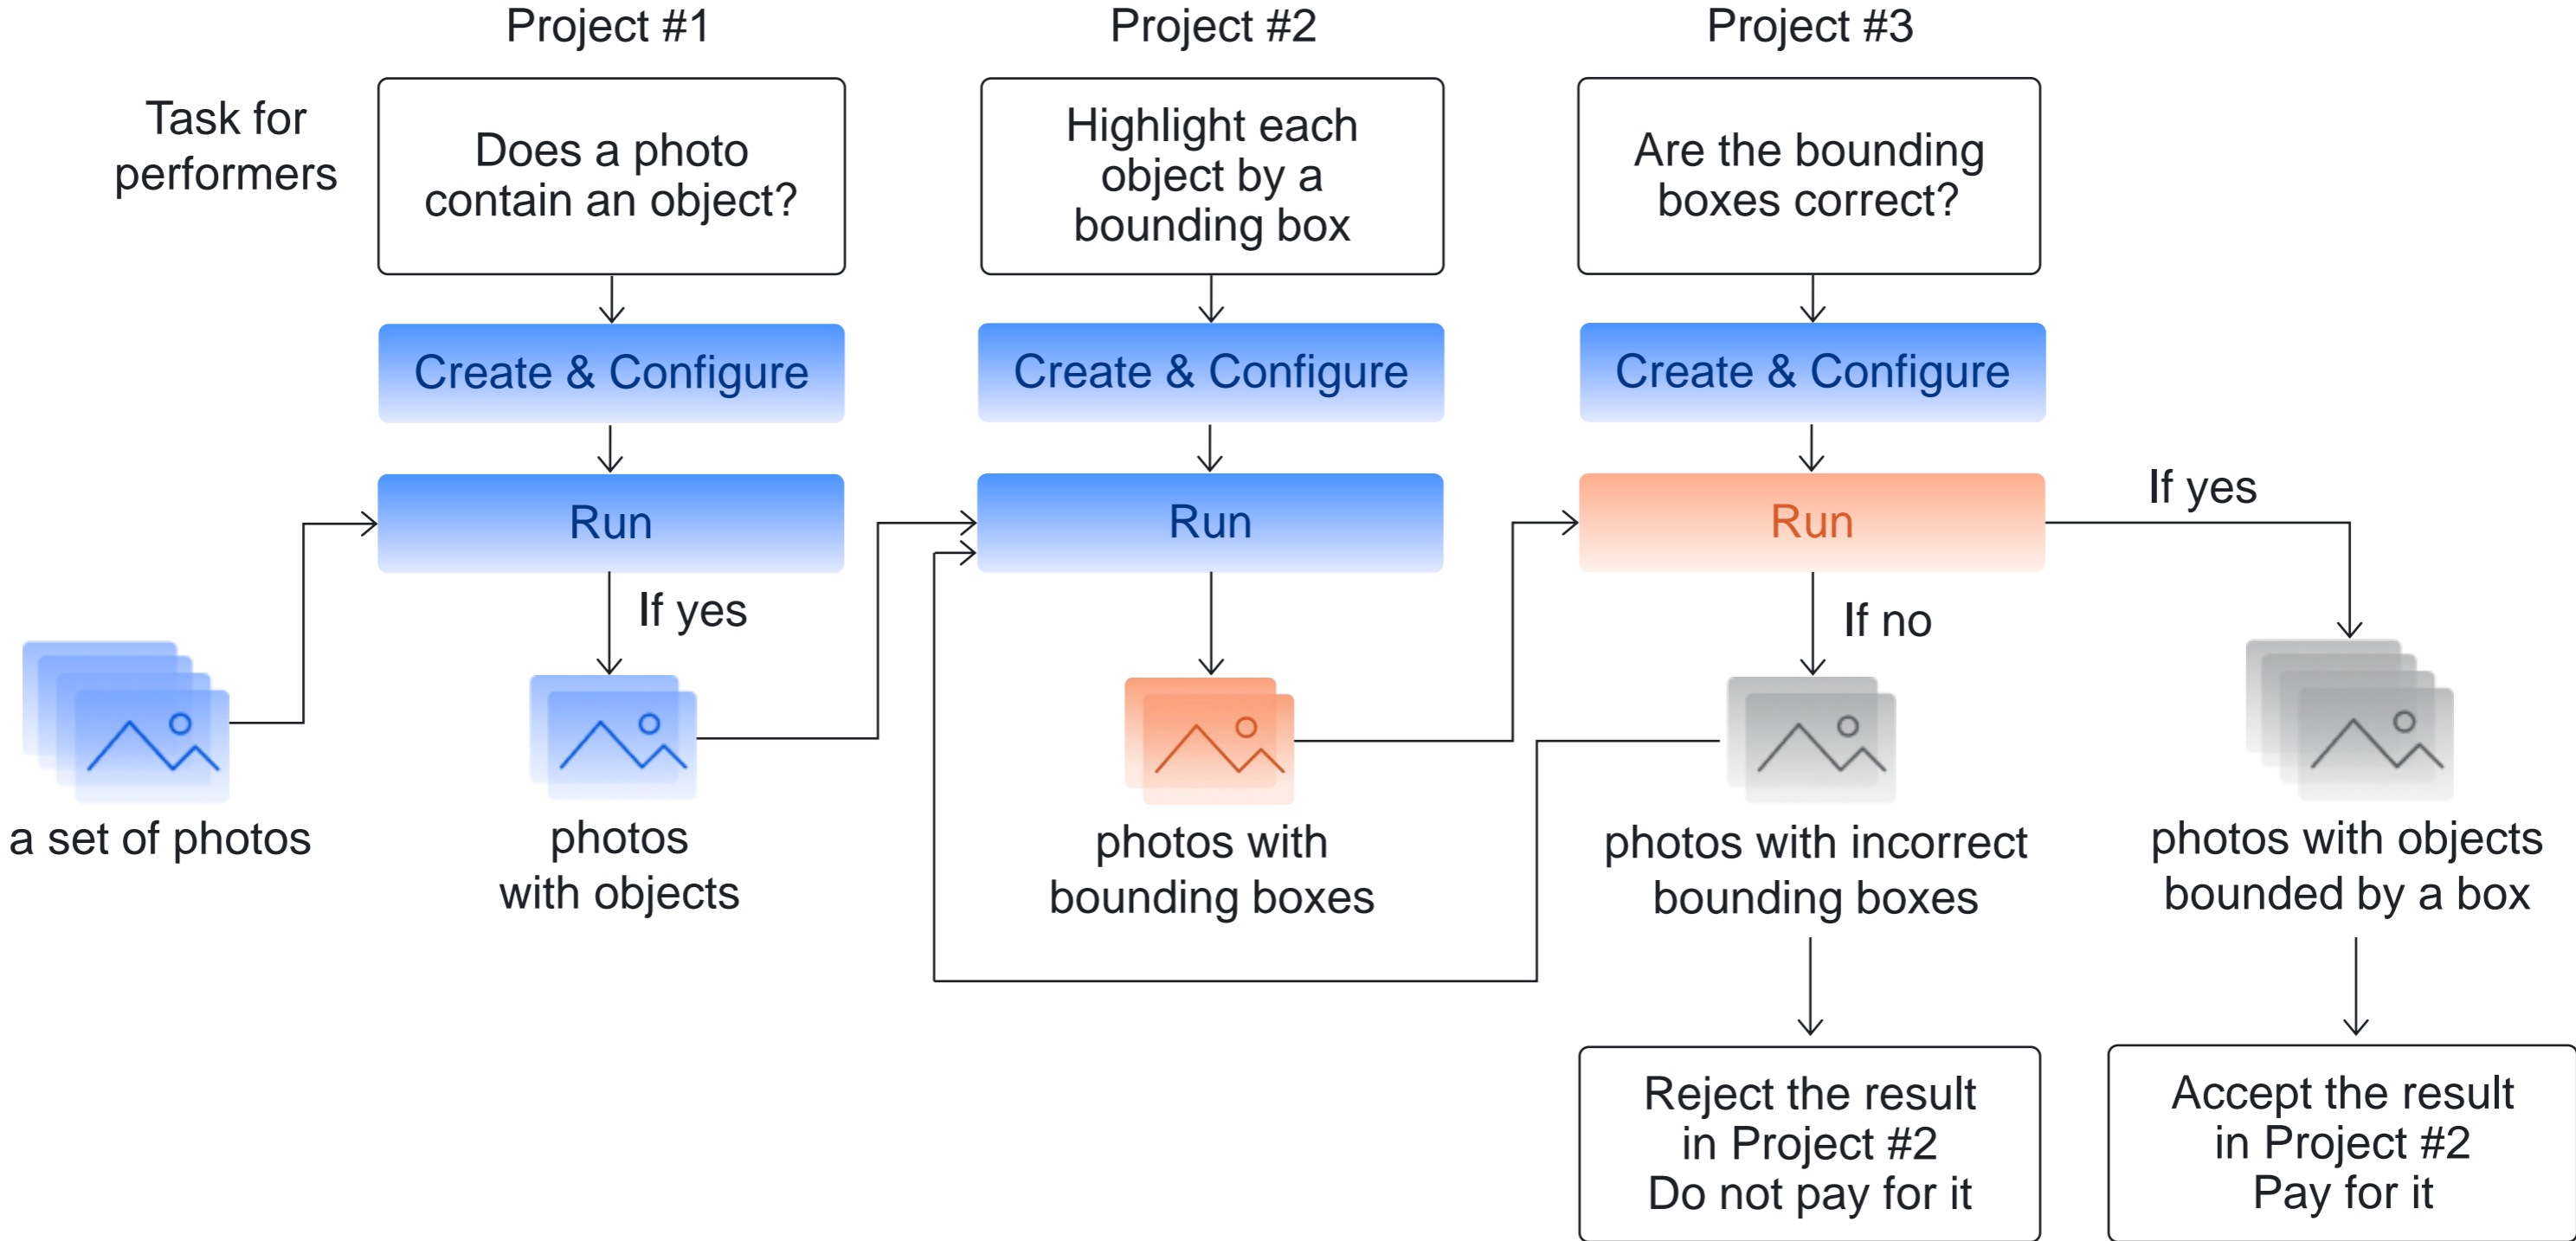 Project #1
Project #2
Project #3
Task for
performers
Does a photo
contain an object?
Highlight each
object by a
bounding box
Are the bounding
boxes correct?
Create & Configure
Create & Configure
Create & Configure
Run
Run
Run
If yes
If yes
If no
a set of photos
photos
with objects
photos with
bounding boxes
photos with incorrect
bounding boxes
photos with objects
bounded by a box
Reject the result
in Project #2
Do not pay for it
Accept the result
in Project #2
Pay for it